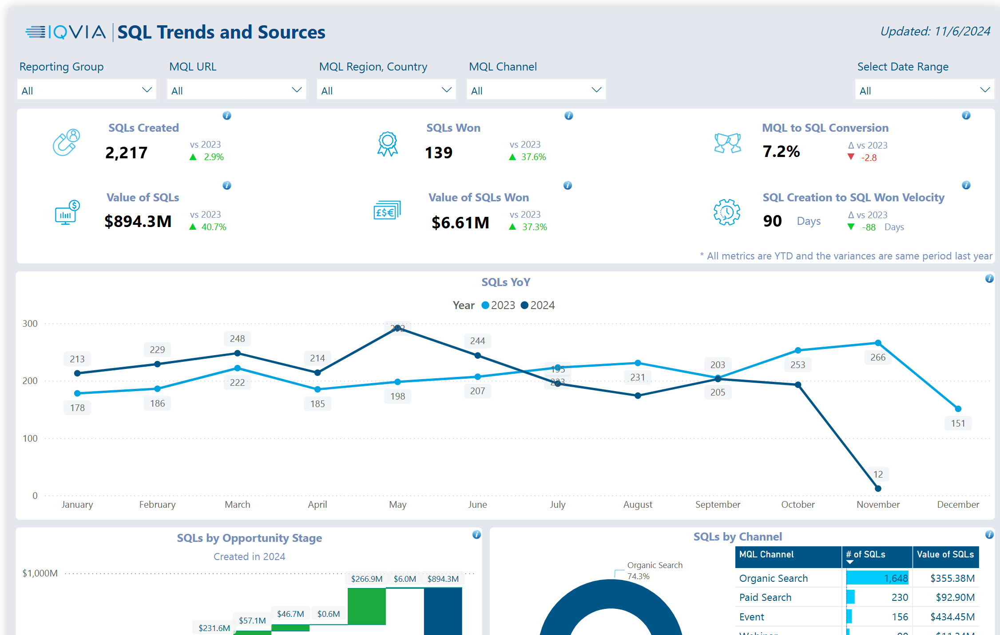 IQVIA SQL Trends and Sources
Updated: 11/6/2024
Reporting Group
MQL URL
MQL Region, Country
MQL Channel
Select Date Range
All
All
All
All
All
SQLs Created
2,217
vs 2023
2.9%
SQLs Won
139
vs 2023
37.6%
MQL to SQL Conversion
7.2%
Δ vs 2023
-2.8
Value of SQLs
$894.3M
vs 2023
40.7%
Value of SQLs Won
$6.61M
vs 2023
37.3%
SQL Creation to SQL Won Velocity
90 Days
Δ vs 2023
-88 Days
* All metrics are YTD and the variances are same period last year
SQLs YoY
Year 2023 2024
300
200
100
0
213
229
248
214
292
244
195
203
12
178
186
222
185
198
207
223
231
205
253
266
151
January
February
March
April
May
June
July
August
September
October
November
December
SQLs by Opportunity Stage
Created in 2024
$1,000M
$231.6M
$57.1M
$46.7M
$0.6M
$266.9M
$6.0M
$894.3M
SQLs by Channel
Organic Search
74.3%
MQL Channel # of SQLs Value of SQLs
Organic Search 1,648 $355.38M
Paid Search 230 $92.90M
Event 156 $434.45M